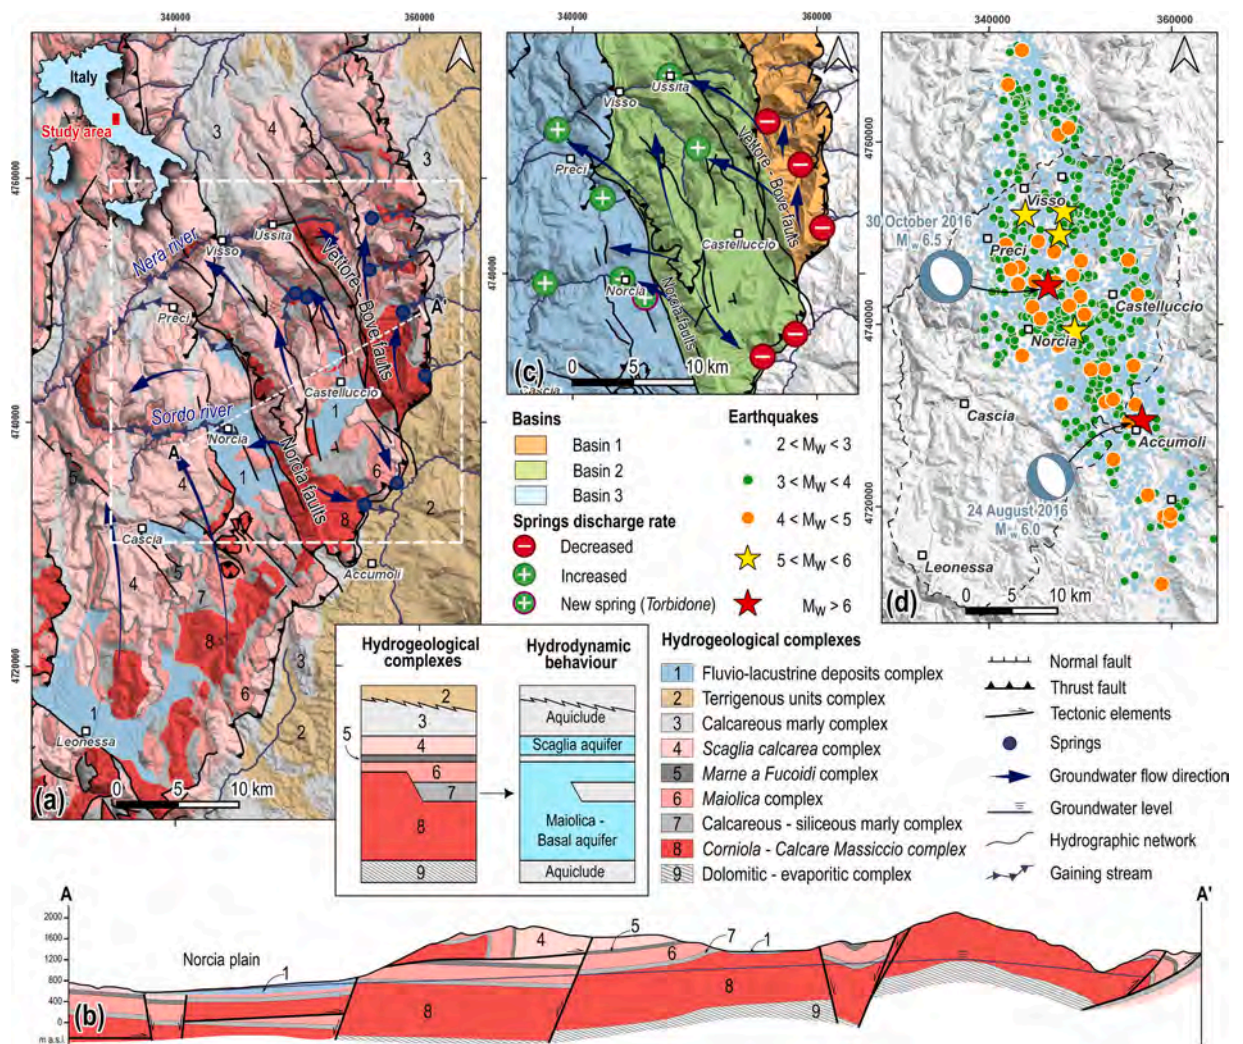 340000
360000
340000
360000
340000
360000
Italy
Study area
4760000
4740000
4720000
3
4
3
Nera river
Visso
Ussita
Preci
Vettore - Bove faults
A'
Castelluccio
1
Sordo river
Norcia
A
4
1
1
Norcia faults
6
2
5
8
Cascia
4
5
7
Accumoli
8
3
6
2
1
Leonessa
(a)
0 5 10 km
Ussita
Visso
Preci
Vettore - Bove faults
Castelluccio
Norcia
Norcia faults
Cascia
4760000
4740000
0 5 10 km
(c)
4760000
4740000
4720000
Visso
30 October 2016
Mw 6.5
Preci
Castelluccio
Norcia
Cascia
Accumoli
24 August 2016
Mw 6.0
Leonessa
(d)
0 5 10 km
Basins
Basin 1
Basin 2
Basin 3
Springs discharge rate
Decreased
Increased
New spring (Torbidone)
Earthquakes
2 < Mw < 3
3 < Mw < 4
4 < Mw < 5
5 < Mw < 6
Mw > 6
Hydrogeological complexes
Hydrodynamic behaviour
2
3
5
4
6
7
8
9
Aquiclude
Scaglia aquifer
Maiolica - Basal aquifer
Aquiclude
Hydrogeological complexes
1 Fluvio-lacustrine deposits complex
2 Terrigenous units complex
3 Calcareous marly complex
4 Scaglia calcarea complex
5 Marne a Fucoidi complex
6 Maiolica complex
7 Calcareous - siliceous marly complex
8 Corniola - Calcare Massiccio complex
9 Dolomitic - evaporitic complex
Normal fault
Thrust fault
Tectonic elements
Springs
Groundwater flow direction
Groundwater level
Hydrographic network
Gaining stream
A
A'
2000
1600
1200
800
400
0
m a.s.l.
(b)
Norcia plain
1
4
5
6
7
1
8
8
9